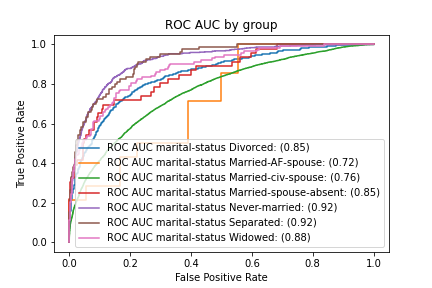 ROC AUC by group
True Positive Rate
1.0
0.8
0.6
0.4
0.2
0.0
ROC AUC marital-status Divorced: (0.85)
ROC AUC marital-status Married-AF-spouse: (0.72)
ROC AUC marital-status Married-civ-spouse: (0.76)
ROC AUC marital-status Married-spouse-absent: (0.85)
ROC AUC marital-status Never-married: (0.92)
ROC AUC marital-status Separated: (0.92)
ROC AUC marital-status Widowed: (0.88)
0.0 0.2 0.4 0.6 0.8 1.0
False Positive Rate